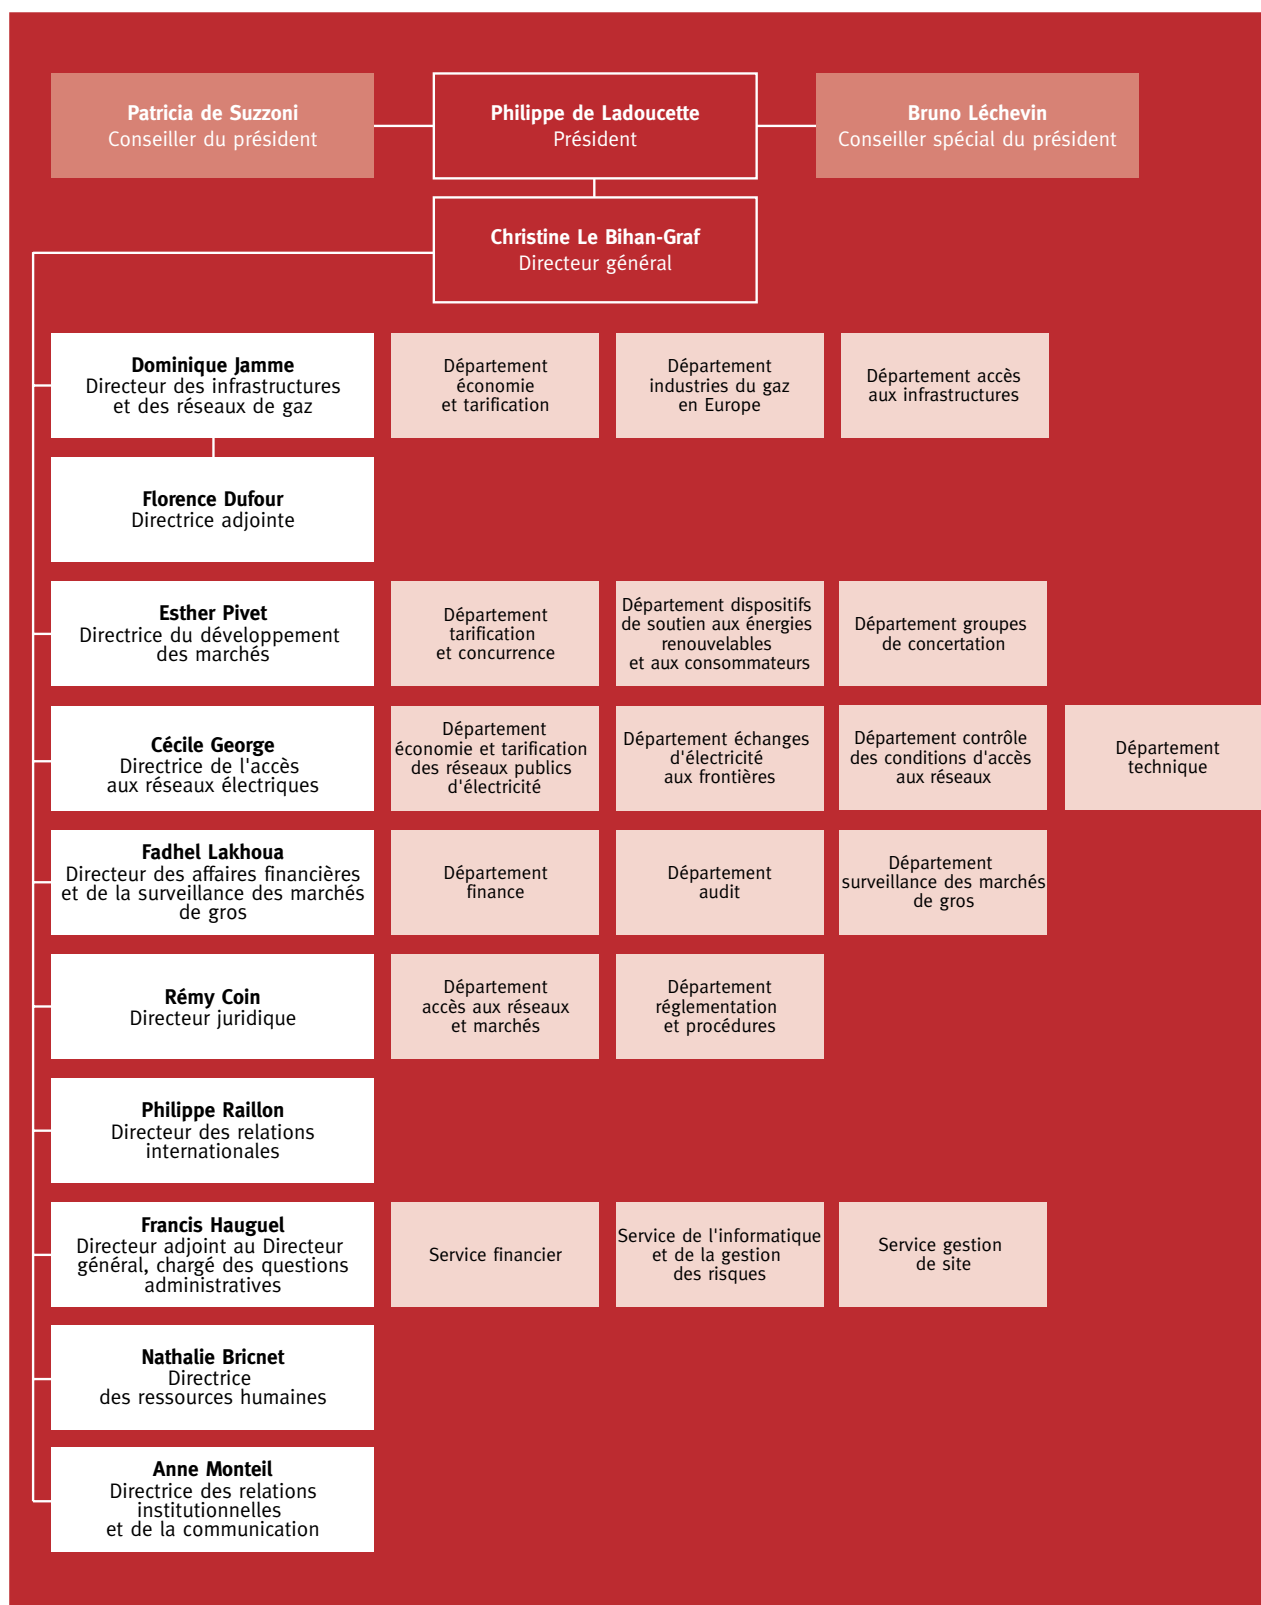 Patricia de Suzzoni
Conseiller du président
Philippe de Ladoucette
Président
Bruno Léchevin
Conseiller spécial du président
Christine Le Bihan-Graf
Directeur général
Dominique Jamme
Directeur des infrastructures
et des réseaux de gaz
Département
économie
et tarification
Département
industries du gaz
en Europe
Département accès
aux infrastructures
Florence Dufour
Directrice adjointe
Esther Pivet
Directrice du développement
des marchés
Département
tarification
et concurrence
Département dispositifs
de soutien aux énergies
renouvelables
et aux consommateurs
Département groupes
de concertation
Cécile George
Directrice de l'accès
aux réseaux électriques
Département
économie et tarification
des réseaux publics
d'électricité
Département échanges
d'électricité
aux frontières
Département contrôle
des conditions d'accès
aux réseaux
Département
technique
Fadhel Lakhoua
Directeur des affaires financières
et de la surveillance des marchés
de gros
Département
finance
Département
audit
Département
surveillance des marchés
de gros
Rémy Coin
Directeur juridique
Département
accès aux réseaux
et marchés
Département
réglementation
et procédures
Philippe Raillon
Directeur des relations
internationales
Francis Hauguel
Directeur adjoint au Directeur
général, chargé des questions
administratives
Service financier
Service de l'informatique
et de la gestion
des risques
Service gestion
de site
Nathalie Bricnet
Directrice
des ressources humaines
Anne Monteil
Directrice des relations
institutionnelles
et de la communication